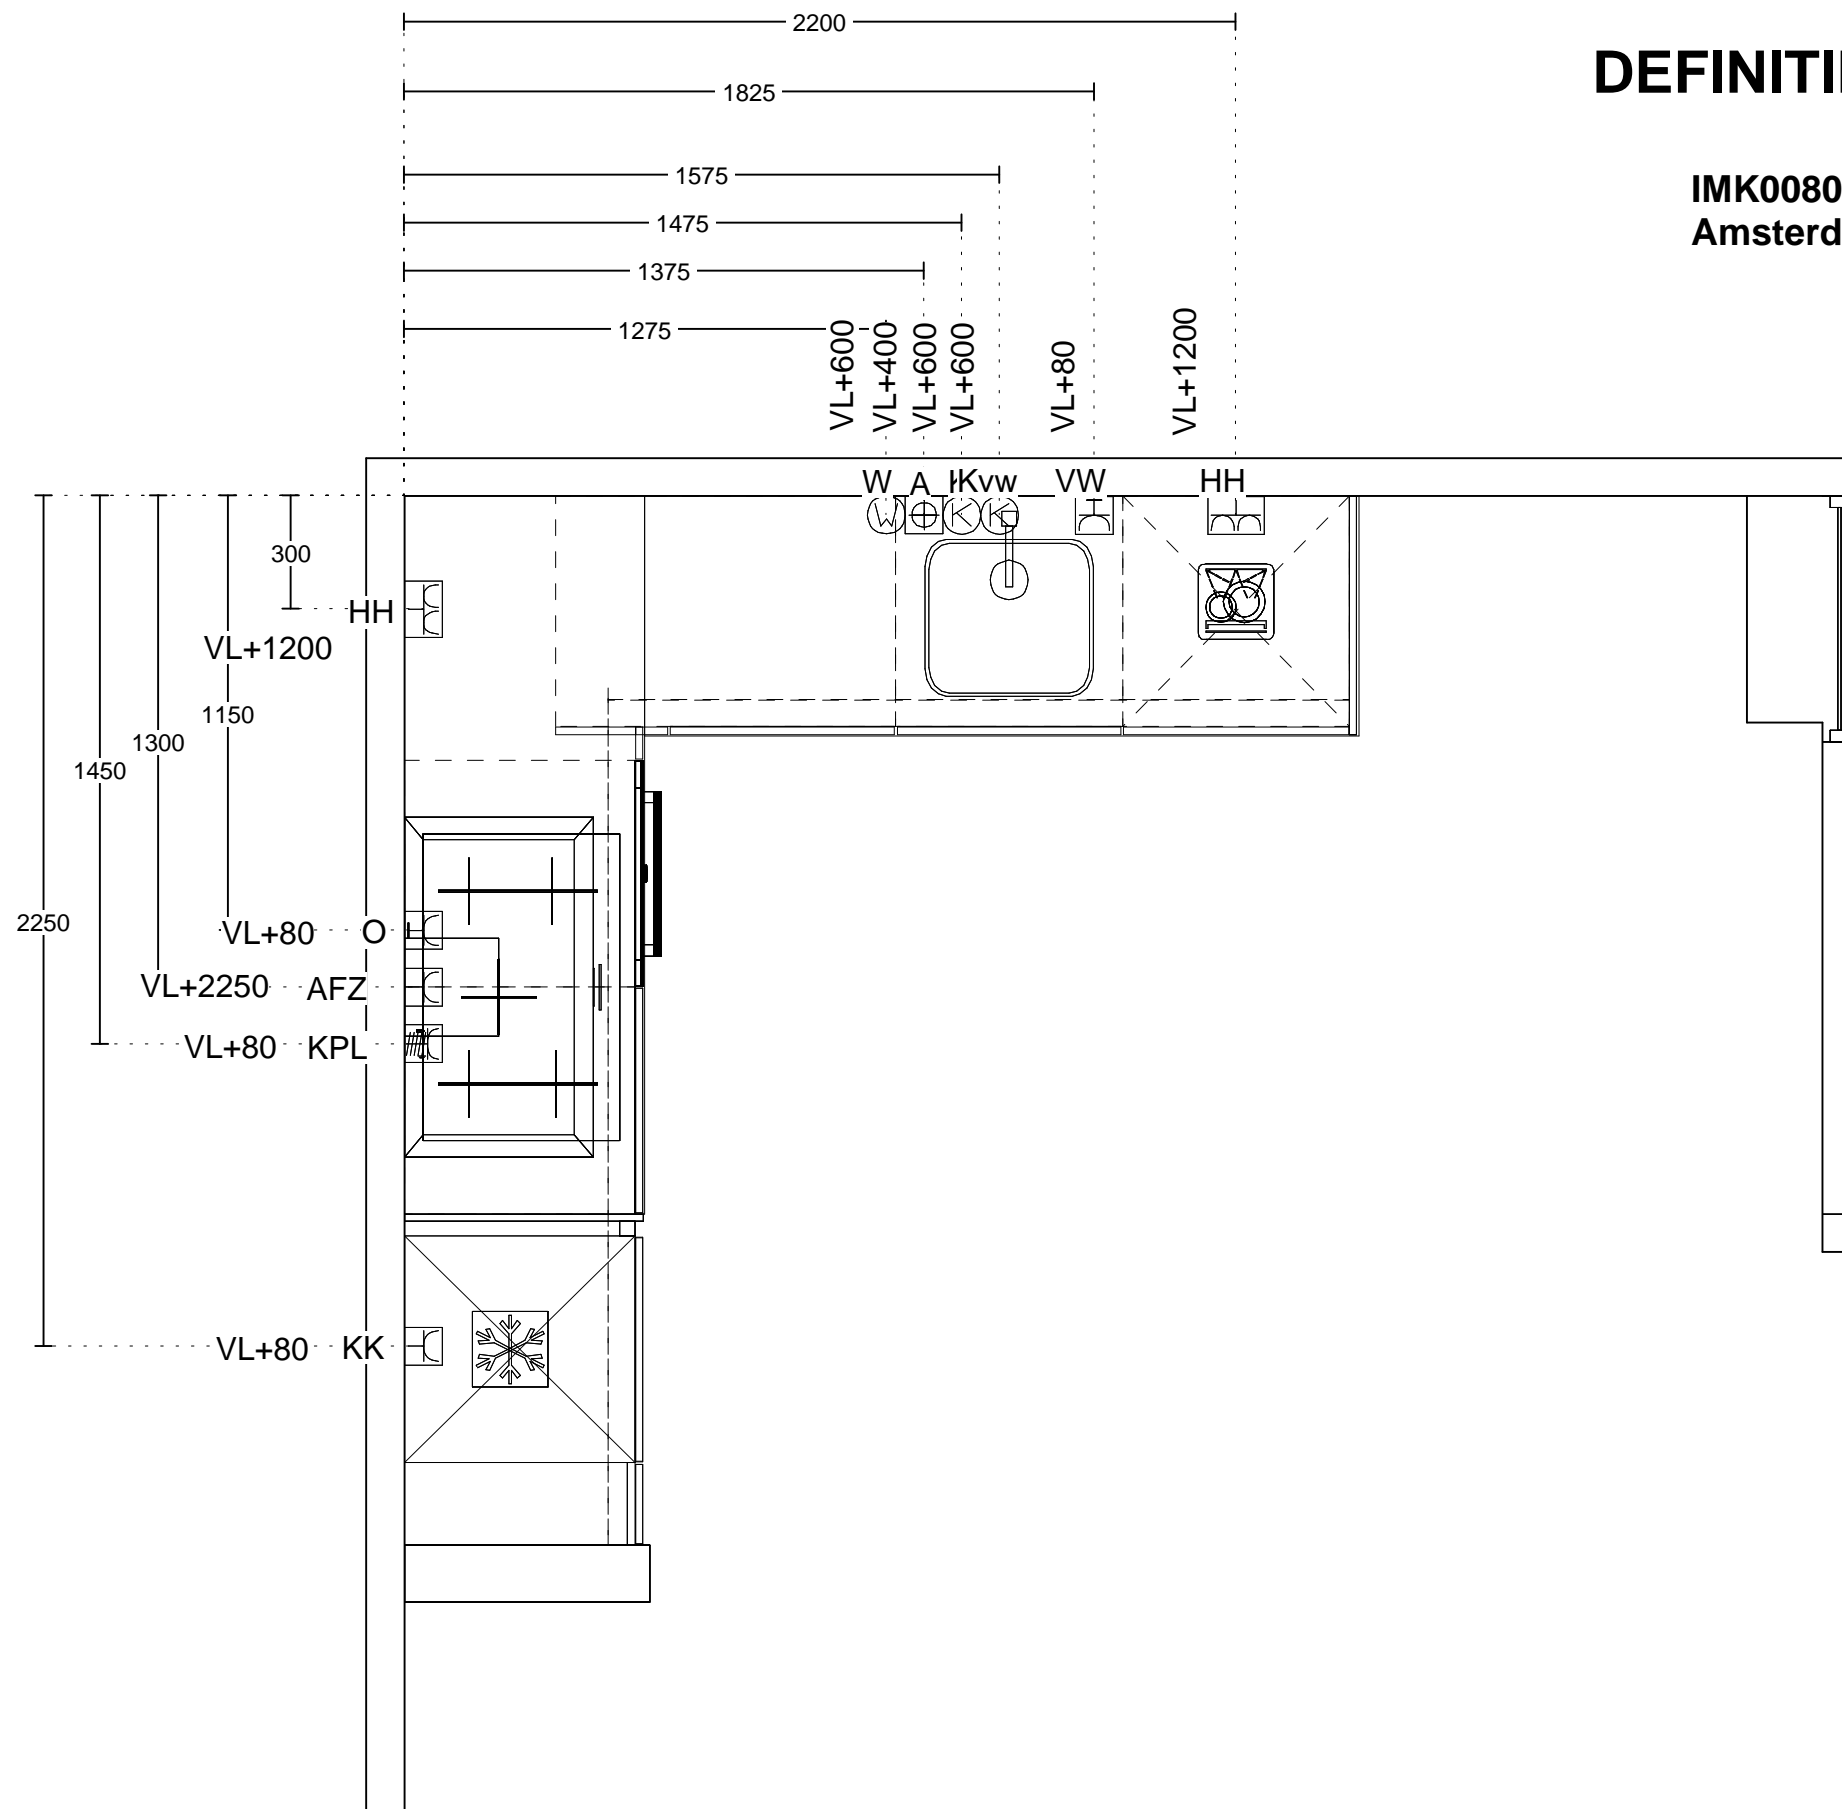 2200
DEFINITI
1825
1575
IMK0080
1475
Amsterd
1375
1275
VL+600
VL+400
VL+600
VL+600
VL+80
VL+1200
W
A
Kvw
VW
HH
W
K
K
300
HH
VL+1200
1150
1300
1450
2250
VL+80
O
VL+2250
AFZ
VL+80
KPL
VL+80
KK